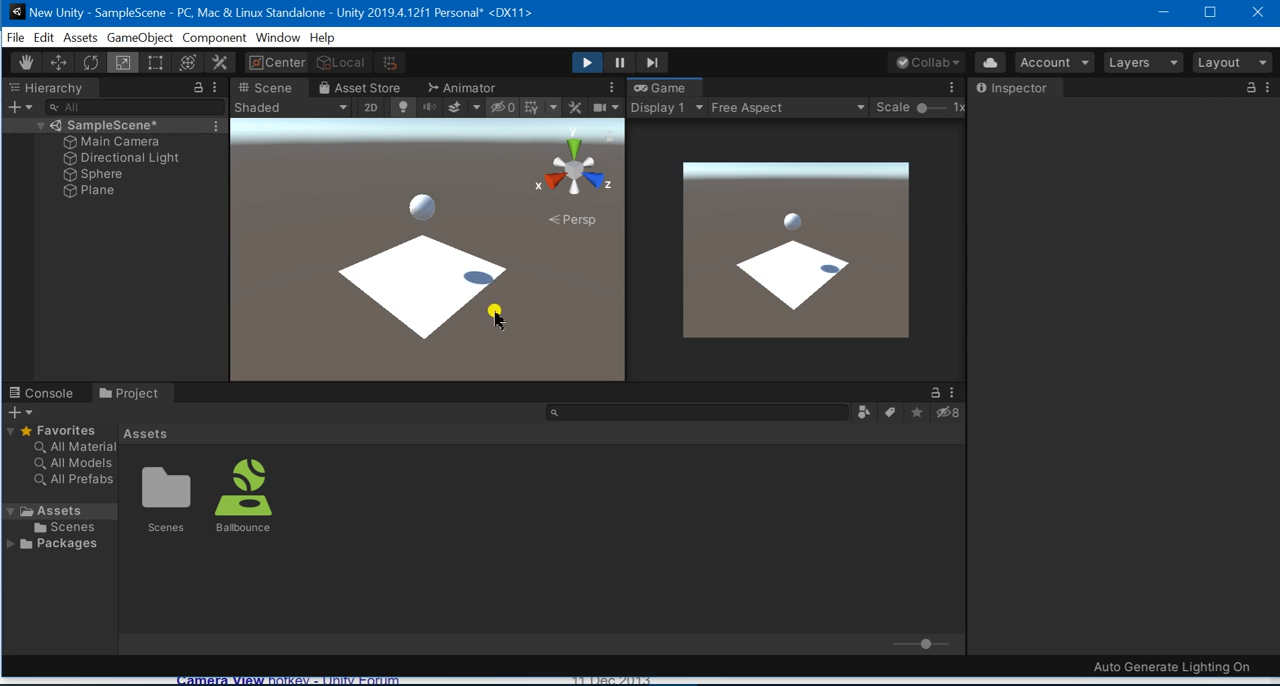 New Unity - SampleScene - PC, Mac & Linux Standalone - Unity 2019.4.12f1 Personal* <DX11>
File Edit Assets GameObject Component Window Help
Center Local Collab Account Layers Layout
Hierarchy Scene Asset Store Animator Game Inspector
All Shaded 2D 0 Display 1 Free Aspect Scale 1x
SampleScene*
Main Camera
Directional Light
Sphere
Plane
y
x
z
Persp
Console Project
8
Favorites
All Material
All Models
All Prefabs
Assets
Scenes
Packages
Assets
Scenes
Ballbounce
Auto Generate Lighting On
Camera View hotkey - Unity Forum 11 Dec 2013